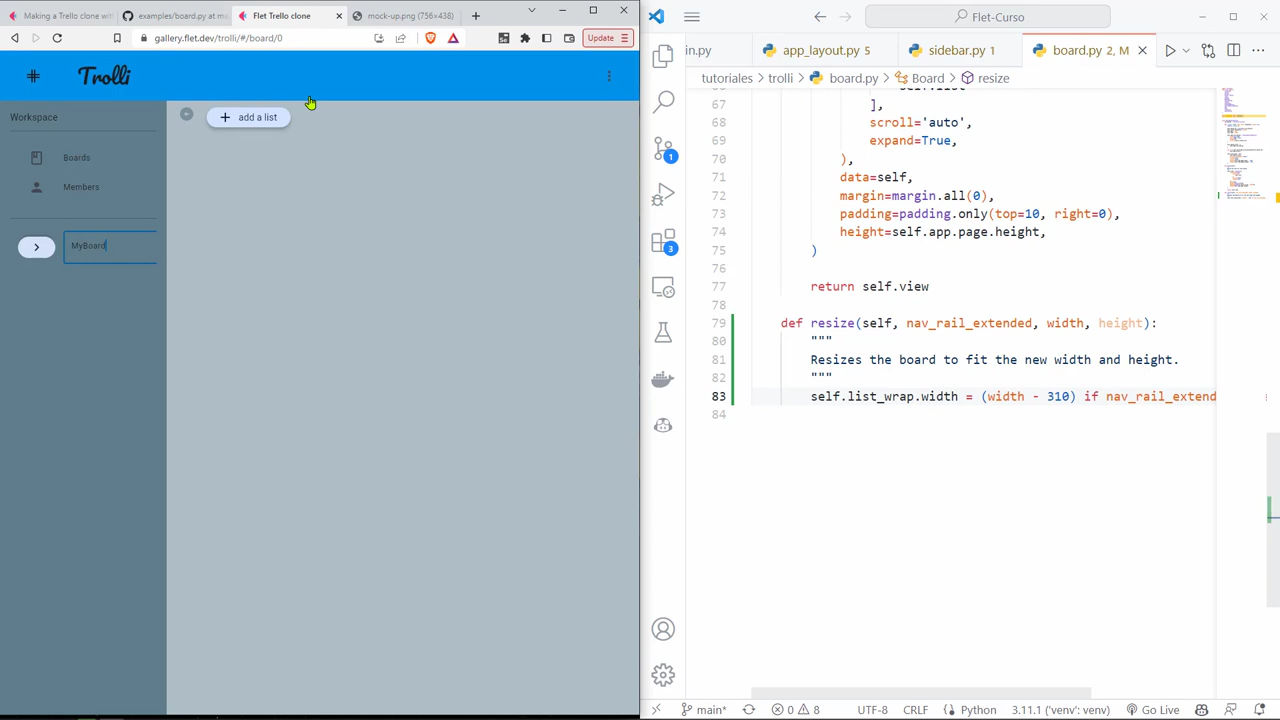 Making a Trello clone with
examples/board.py at m
Flet Trello clone
mock-up.png (756×438)
gallery.flet.dev/trolli/#/board/0
Update
Trolli
Workspace
add a list
Boards
Members
MyBoard
Flet-Curso
in.py
app_layout.py 5
sidebar.py 1
board.py 2, M
tutoriales > trolli > board.py > Board > resize
67 ],
68 scroll='auto'
69 expand=True,
70 ),
71 data=self,
72 margin=margin.all(0),
73 padding=padding.only(top=10, right=0),
74 height=self.app.page.height,
75 )
76
77 return self.view
78
79 def resize(self, nav_rail_extended, width, height):
80 """
81 Resizes the board to fit the new width and height.
82 """
83 self.list_wrap.width = (width - 310) if nav_rail_extend
84
1
3
main*
0 8
UTF-8
CRLF
Python
3.11.1 ('venv': venv)
Go Live